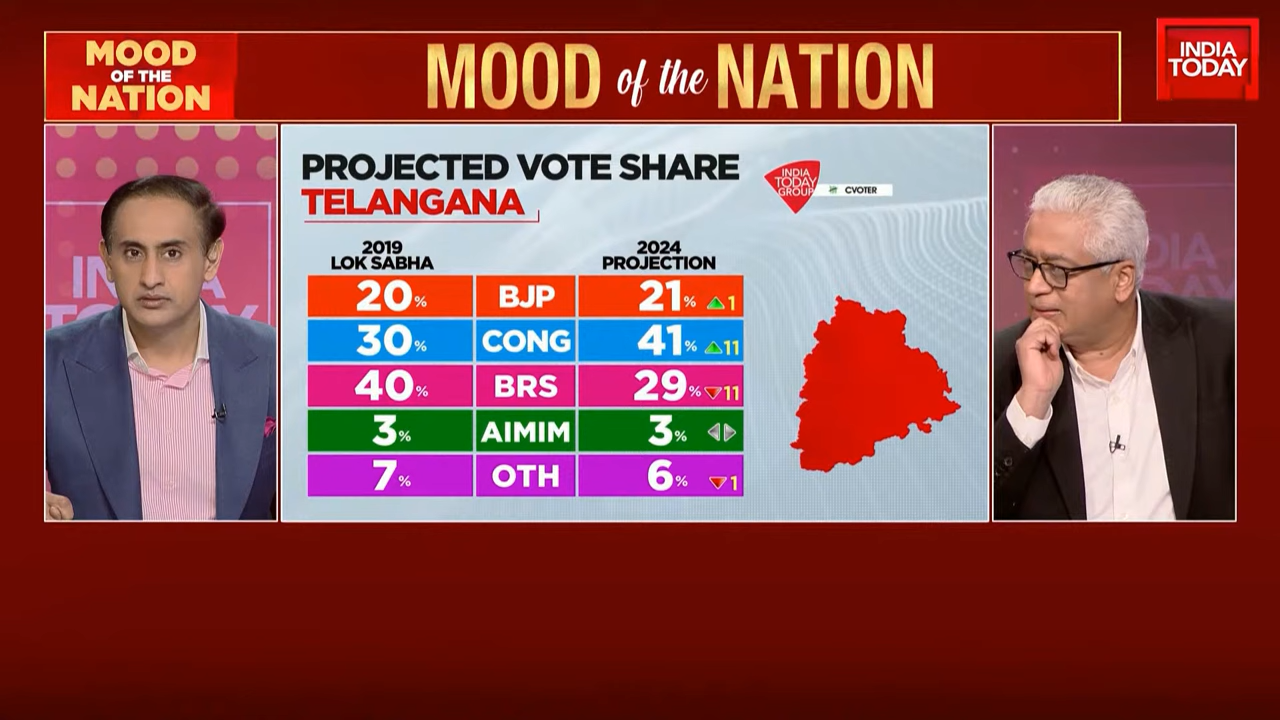 MOOD
OF THE
NATION
MOOD of the NATION
INDIA
TODAY
PROJECTED VOTE SHARE
TELANGANA
INDIA
TODAY
GROUP
CVOTER
2019
LOK SABHA
2024
PROJECTION
20% BJP 21% 1
30% CONG 41% 11
40% BRS 29% 11
3% AIMIM 3%
7% OTH 6% 1